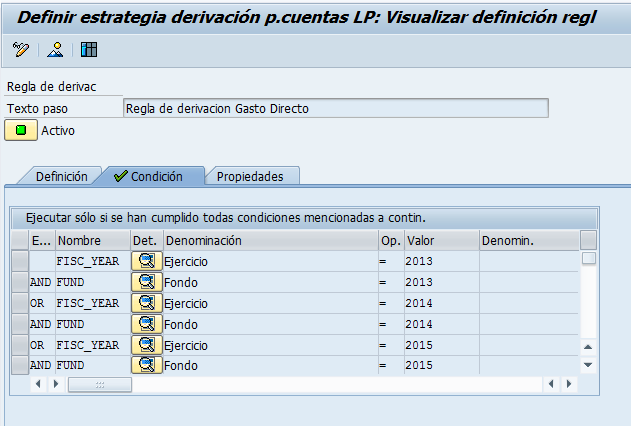 Definir estrategia derivación p.cuentas LP: Visualizar definición regl
Regla de derivac
Texto paso Regla de derivacion Gasto Directo
Activo
Definición Condición Propiedades
Ejecutar sólo si se han cumplido todas condiciones mencionadas a contin.
E... Nombre Det. Denominación Op. Valor Denomin.
FISC_YEAR Ejercicio = 2013
AND FUND Fondo = 2013
OR FISC_YEAR Ejercicio = 2014
AND FUND Fondo = 2014
OR FISC_YEAR Ejercicio = 2015
AND FUND Fondo = 2015